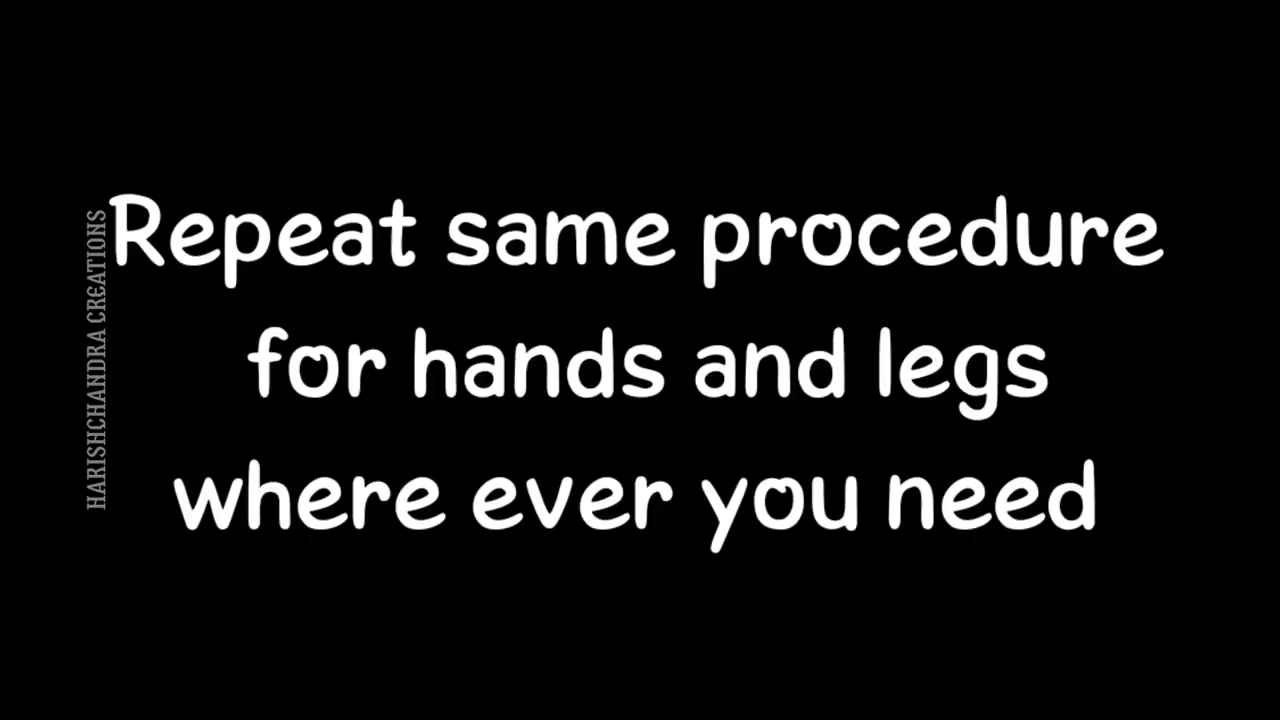 Repeat same procedure
for hands and legs
where ever you need
HARISHCHANDRA CREATIONS